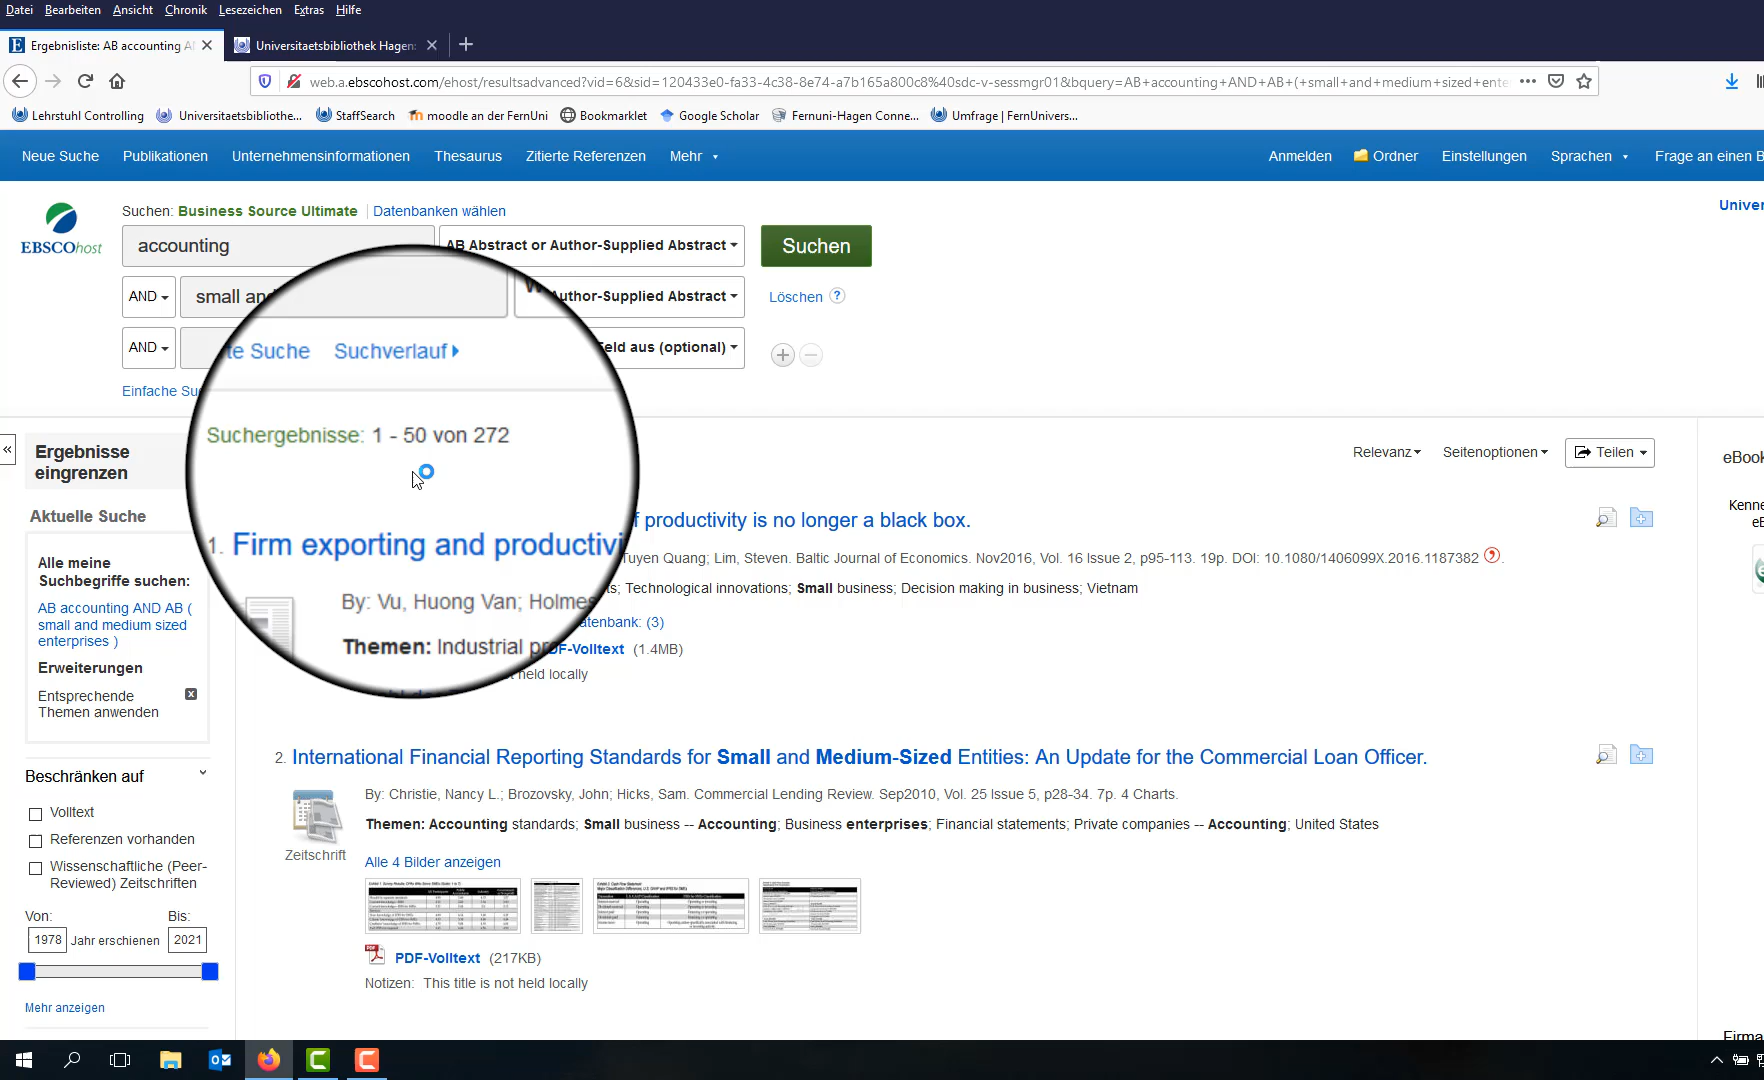 Datei Bearbeiten Ansicht Chronik Lesezeichen Extras Hilfe
Ergebnisliste: AB accounting A
Universitaetsbibliothek Hagen:
web.a.ebscohost.com/ehost/resultsadvanced?vid=6&sid=120433e0-fa33-4c38-8e74-a7b165a800c8%40sdc-v-sessmgr01&bquery=AB+accounting+AND+AB+(+small+and+medium+sized+ente
Lehrstuhl Controlling Universitaetsbibliothe... StaffSearch moodle an der FernUni Bookmarklet Google Scholar Fernuni-Hagen Conne... Umfrage | FernUnivers...
Neue Suche Publikationen Unternehmensinformationen Thesaurus Zitierte Referenzen Mehr
Anmelden Ordner Einstellungen Sprachen Frage an einen B
EBSCOhost
Suchen: Business Source Ultimate Datenbanken wählen
Univer
accounting AB Abstract or Author-Supplied Abstract Suchen
AND small and Author-Supplied Abstract Löschen ?
AND te Suche Suchverlauf eld aus (optional)
Einfache Su
Suchergebnisse: 1 - 50 von 272
Relevanz Seitenoptionen Teilen
Ergebnisse
eingrenzen
Aktuelle Suche
Alle meine
Suchbegriffe suchen:
AB accounting AND AB (
small and medium sized
enterprises )
Erweiterungen
Entsprechende
Themen anwenden
Beschränken auf
Volltext
Referenzen vorhanden
Wissenschaftliche (Peer-
Reviewed) Zeitschriften
Von: Bis:
1978 Jahr erschienen 2021
Mehr anzeigen
1. Firm exporting and productivi
f productivity is no longer a black box.
By: Vu, Huong Van; Holmes
Tuyen Quang; Lim, Steven. Baltic Journal of Economics. Nov2016, Vol. 16 Issue 2, p95-113. 19p. DOI: 10.1080/1406099X.2016.1187382 .
Themen: Industrial pr
ts; Technological innovations; Small business; Decision making in business; Vietnam
atenbank: (3)
DF-Volltext (1.4MB)
t held locally
2. International Financial Reporting Standards for Small and Medium-Sized Entities: An Update for the Commercial Loan Officer.
By: Christie, Nancy L.; Brozovsky, John; Hicks, Sam. Commercial Lending Review. Sep2010, Vol. 25 Issue 5, p28-34. 7p. 4 Charts.
Themen: Accounting standards; Small business -- Accounting; Business enterprises; Financial statements; Private companies -- Accounting; United States
Zeitschrift
Alle 4 Bilder anzeigen
PDF-Volltext (217KB)
Notizen: This title is not held locally
eBook
Kenne
eB
Firma